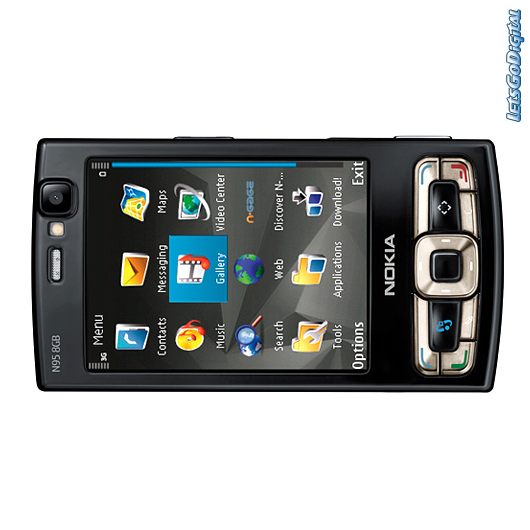 LetsGoDigital
N95 8GB
3G
Menu
Contacts
Messaging
Maps
Music
Gallery
Video Center
Search
Web
n-gage
Discover N-...
Tools
Applications
Download!
Options
Exit
NOKIA